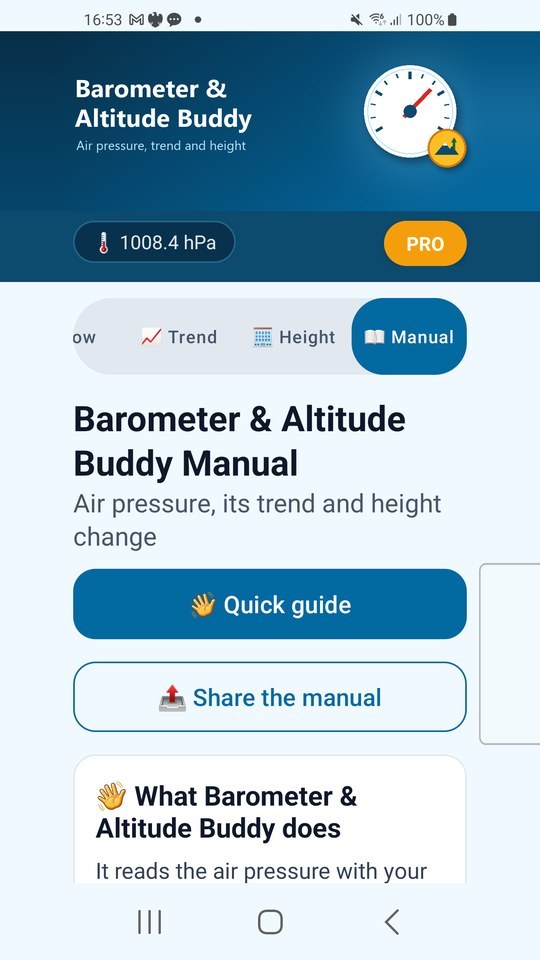 16:53
100%
Barometer &
Altitude Buddy
Air pressure, trend and height
1008.4 hPa
PRO
ow
Trend
Height
Manual
Barometer & Altitude
Buddy Manual
Air pressure, its trend and height
change
Quick guide
Share the manual
What Barometer &
Altitude Buddy does
It reads the air pressure with your